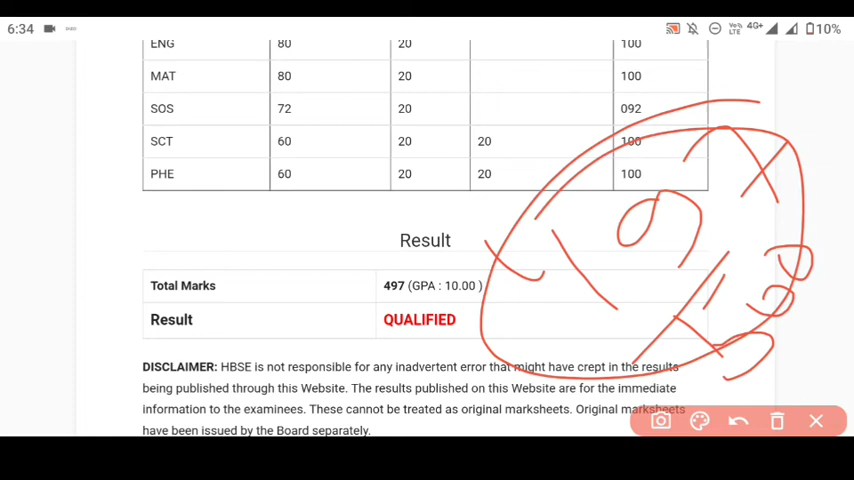 6:34 VoLTE 4G+ 10%
ENG 80 20 100
MAT 80 20 100
SOS 72 20 092
SCT 60 20 20 100
PHE 60 20 20 100
Result
Total Marks 497 (GPA : 10.00 )
Result QUALIFIED
DISCLAIMER: HBSE is not responsible for any inadvertent error that might have crept in the results
being published through this Website. The results published on this Website are for the immediate
information to the examinees. These cannot be treated as original marksheets. Original marksheets
have been issued by the Board separately.